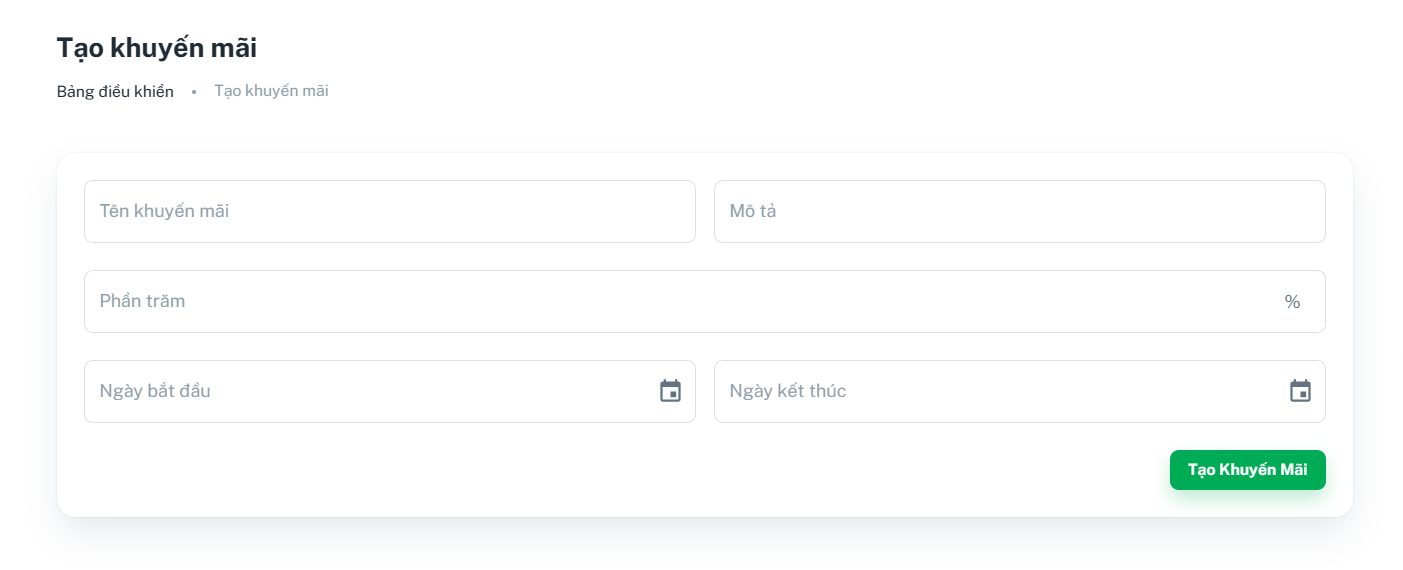 Tạo khuyến mãi
Bảng điều khiển • Tạo khuyến mãi
Tên khuyến mãi
Mô tả
Phần trăm
%
Ngày bắt đầu
Ngày kết thúc
Tạo Khuyến Mãi